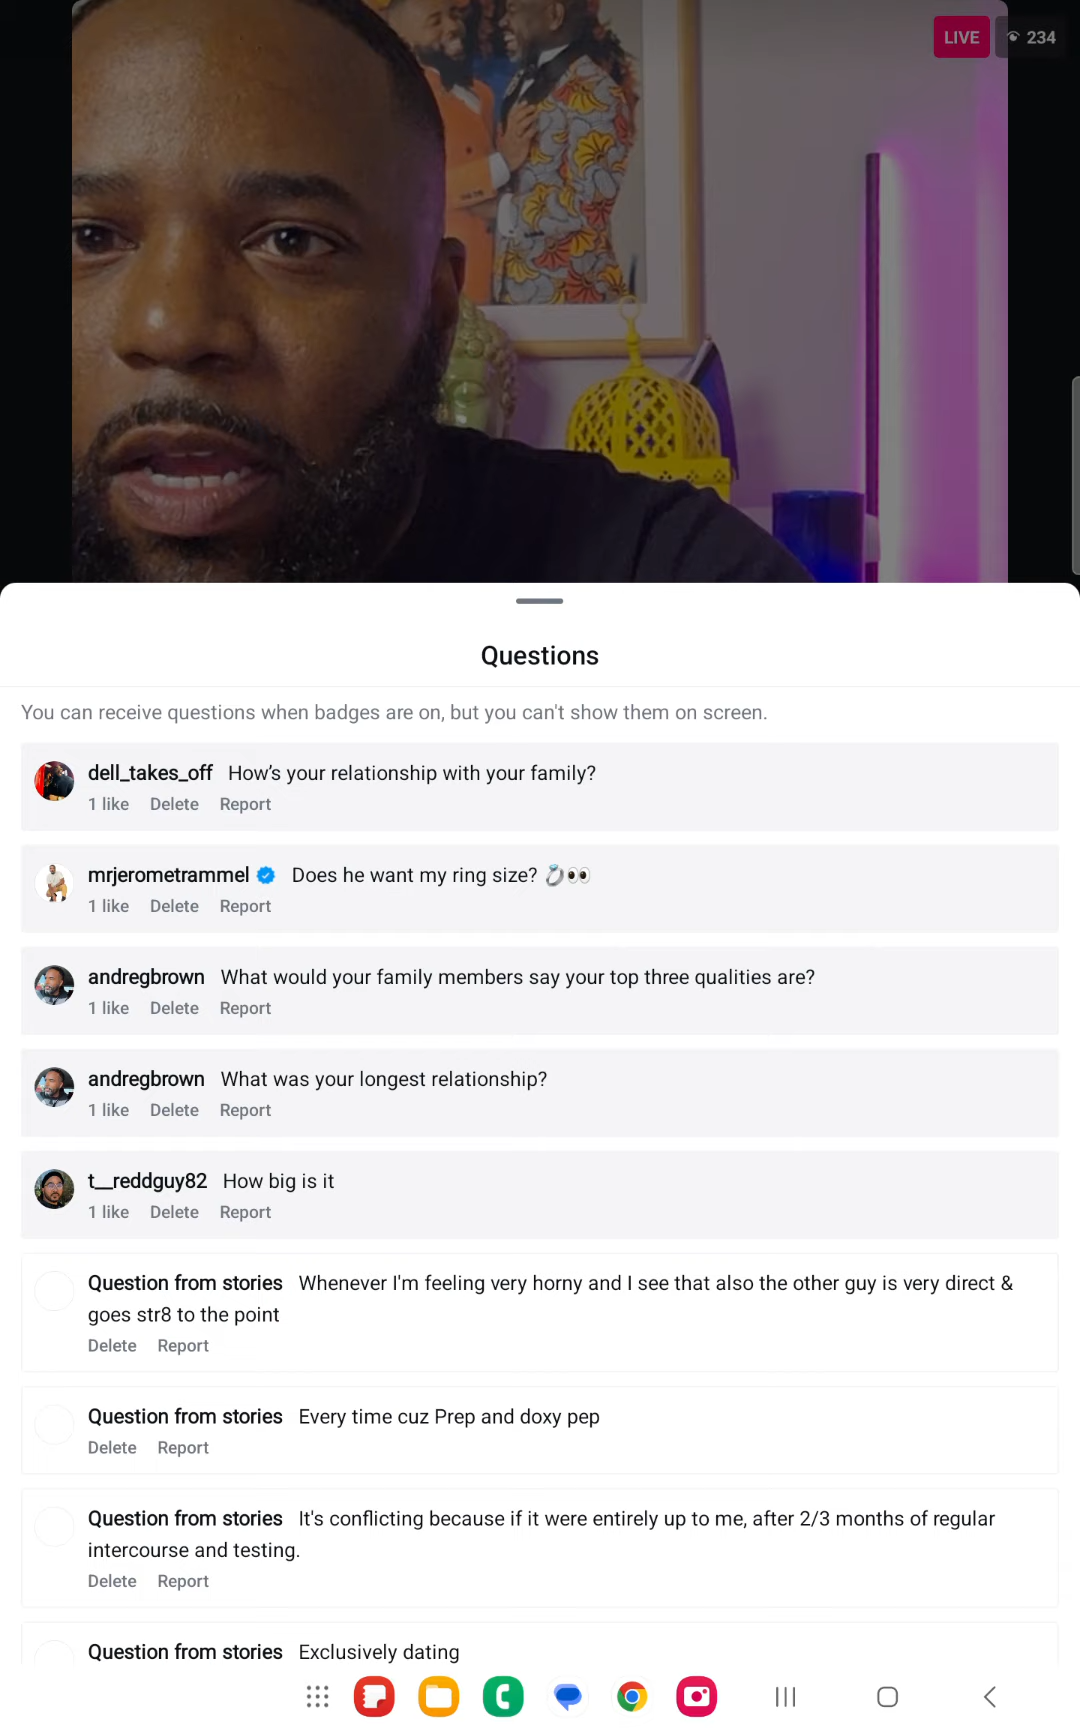 LIVE 234
Questions
You can receive questions when badges are on, but you can't show them on screen.
dell_takes_off How's your relationship with your family?
1 like Delete Report
mrjerometrammel Does he want my ring size? 💍👀
1 like Delete Report
andregbrown What would your family members say your top three qualities are?
1 like Delete Report
andregbrown What was your longest relationship?
1 like Delete Report
t__reddguy82 How big is it
1 like Delete Report
Question from stories Whenever I'm feeling very horny and I see that also the other guy is very direct &
goes str8 to the point
Delete Report
Question from stories Every time cuz Prep and doxy pep
Delete Report
Question from stories It's conflicting because if it were entirely up to me, after 2/3 months of regular
intercourse and testing.
Delete Report
Question from stories Exclusively dating